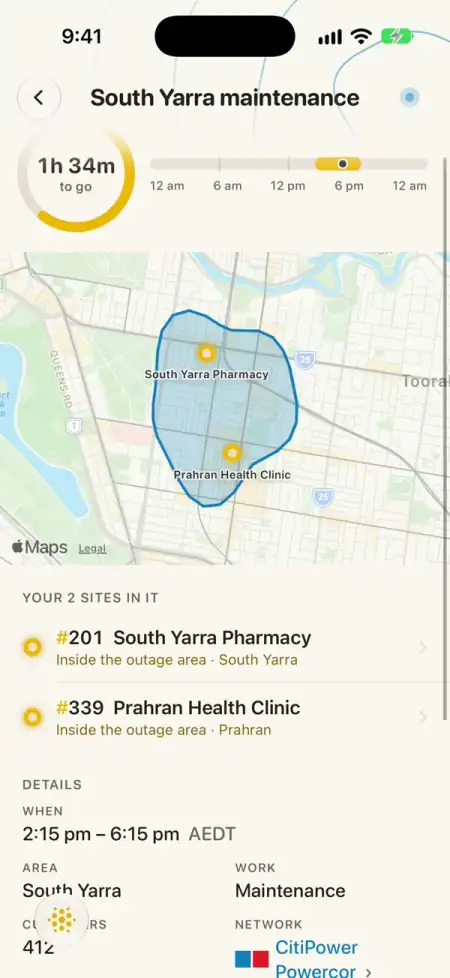 9:41
South Yarra maintenance
1h 34m
to go
12 am 6 am 12 pm 6 pm 12 am
QUEENS RD
26
South Yarra Pharmacy
1
Prahran Health Clinic
26
Maps Legal
YOUR 2 SITES IN IT
#201 South Yarra Pharmacy
Inside the outage area · South Yarra
#339 Prahran Health Clinic
Inside the outage area · Prahran
DETAILS
WHEN
2:15 pm – 6:15 pm AEDT
AREA WORK
South Yarra Maintenance
NETWORK
412 CitiPower
Powercor